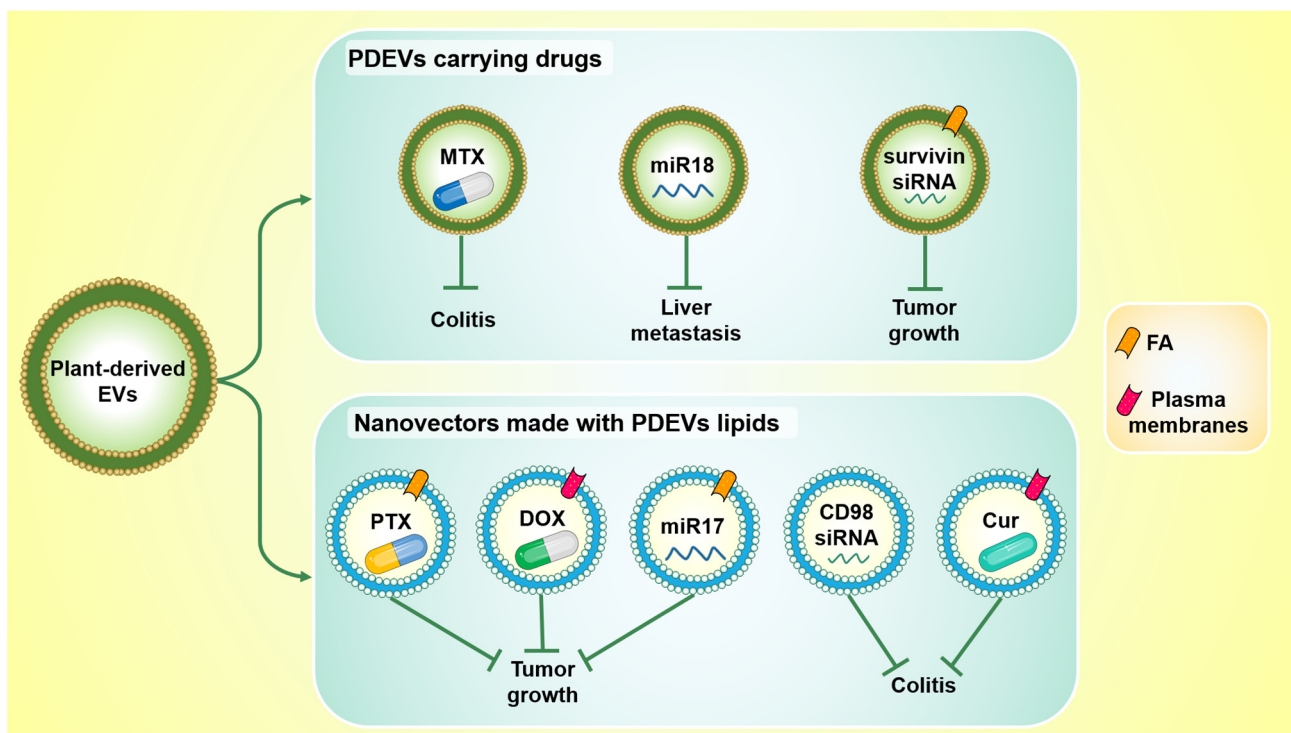 PDEVs carrying drugs
MTX
miR18
survivin
siRNA
Colitis
Liver
metastasis
Tumor
growth
Plant-derived
EVs
FA
Plasma
membranes
Nanovectors made with PDEVs lipids
PTX
DOX
miR17
CD98
siRNA
Cur
Tumor
growth
Colitis